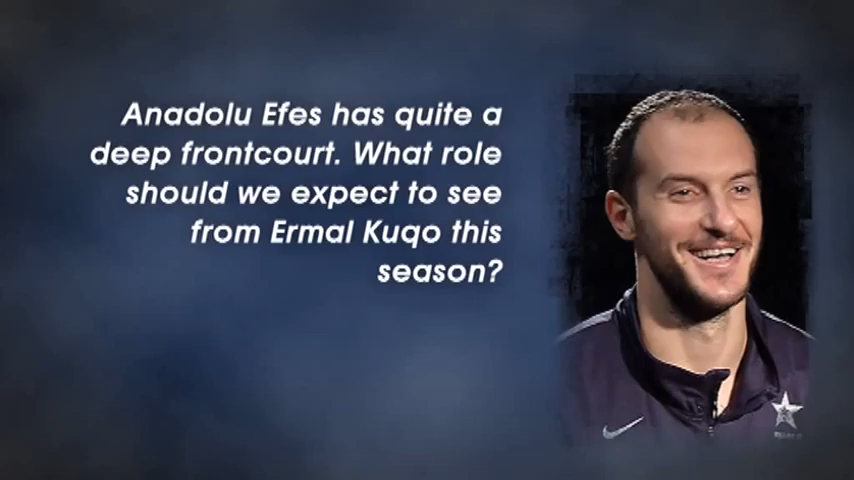 Anadolu Efes has quite a
deep frontcourt. What role
should we expect to see
from Ermal Kuqo this
season?